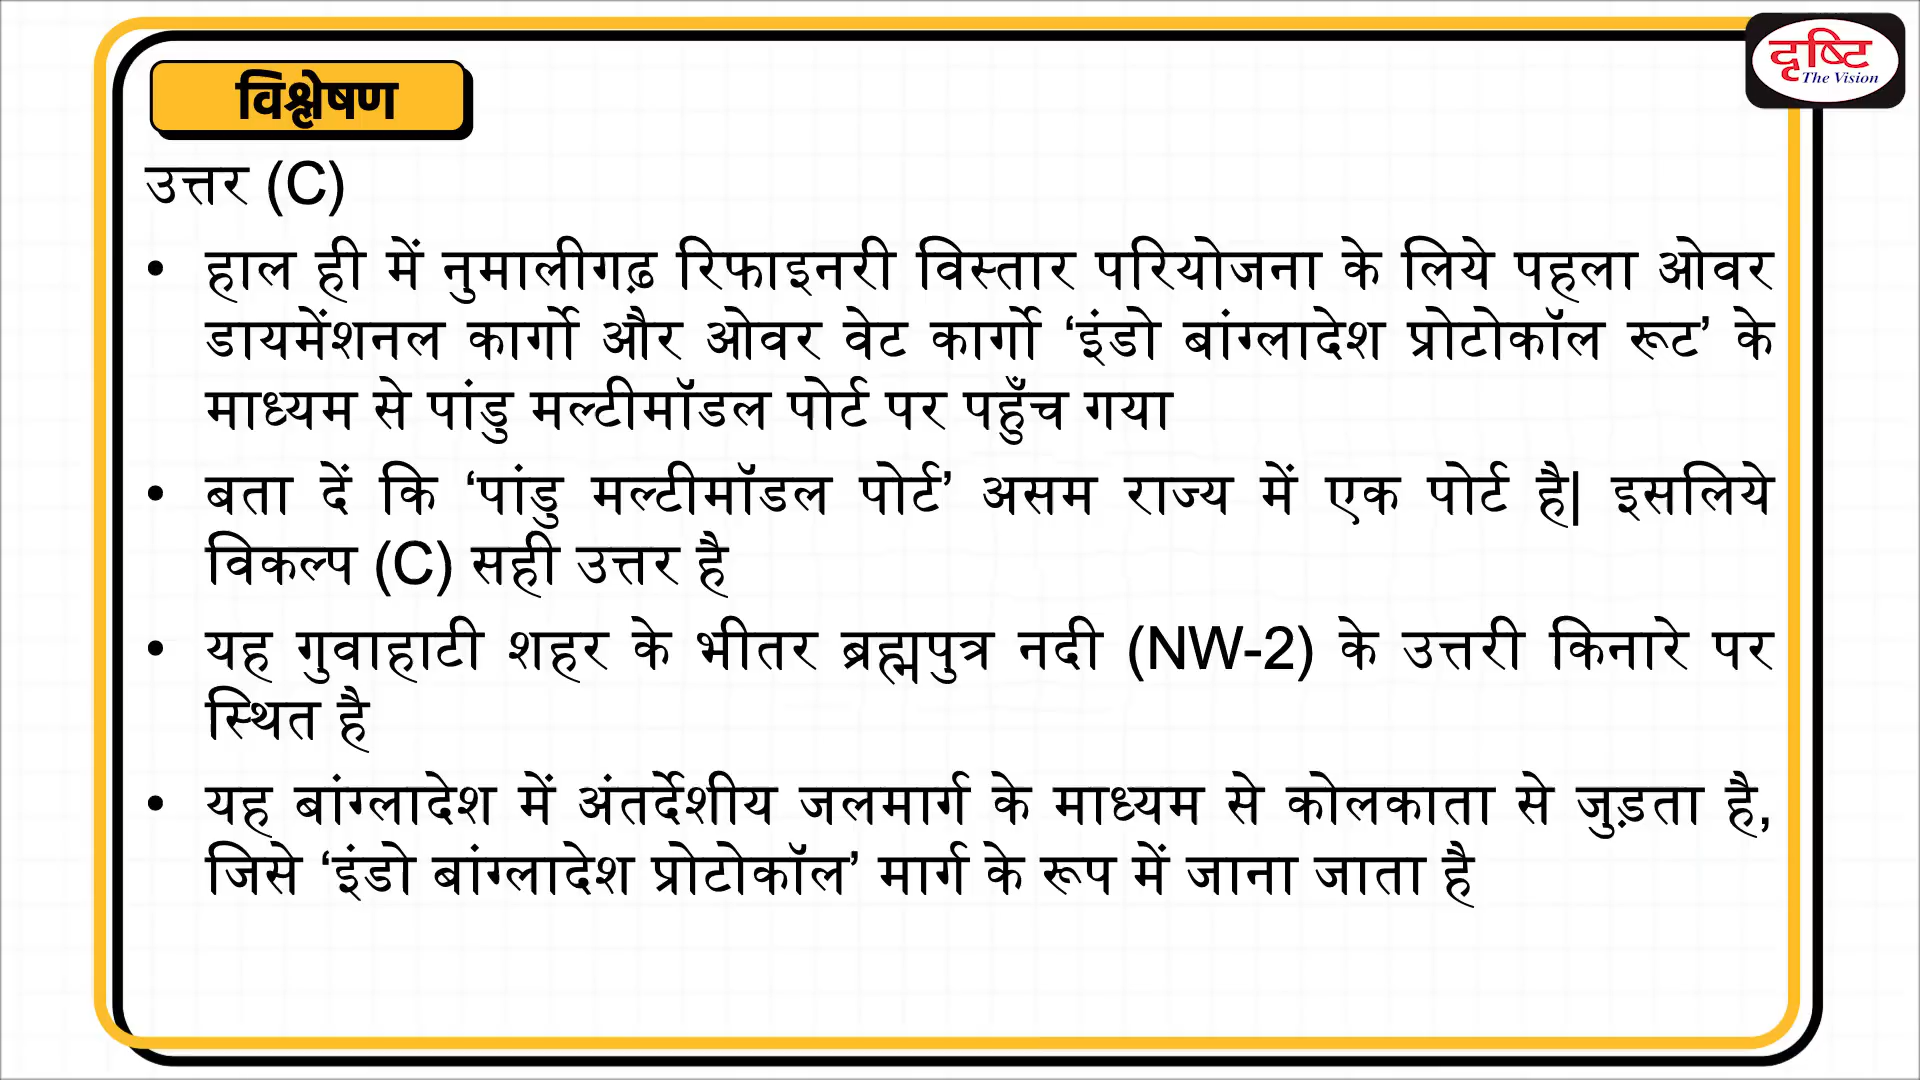 दृष्टि
The Vision
विश्लेषण
उत्तर (C)
• हाल ही में नुमालीगढ़ रिफाइनरी विस्तार परियोजना के लिये पहला ओवर
डायमेंशनल कार्गो और ओवर वेट कार्गो ‘इंडो बांग्लादेश प्रोटोकॉल रूट’ के
माध्यम से पांडु मल्टीमॉडल पोर्ट पर पहुँच गया
• बता दें कि ‘पांडु मल्टीमॉडल पोर्ट’ असम राज्य में एक पोर्ट है| इसलिये
विकल्प (C) सही उत्तर है
• यह गुवाहाटी शहर के भीतर ब्रह्मपुत्र नदी (NW-2) के उत्तरी किनारे पर
स्थित है
• यह बांग्लादेश में अंतर्देशीय जलमार्ग के माध्यम से कोलकाता से जुड़ता है,
जिसे ‘इंडो बांग्लादेश प्रोटोकॉल’ मार्ग के रूप में जाना जाता है